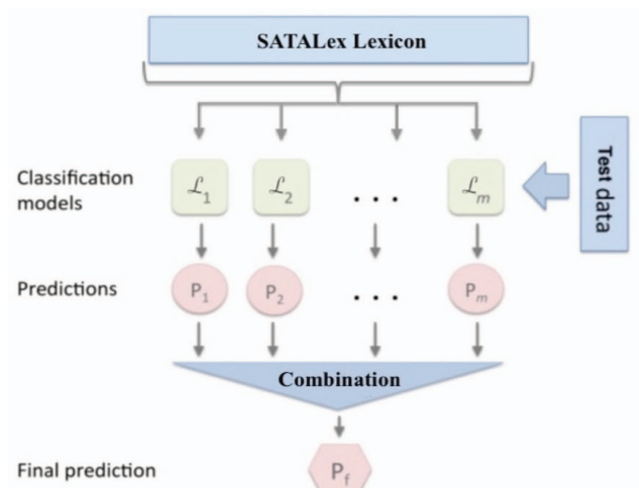 SATALex Lexicon
Classification
models
ℒ1 ℒ2 . . . ℒm
Test data
Predictions
P1 P2 . . . Pm
Combination
Final prediction
Pf